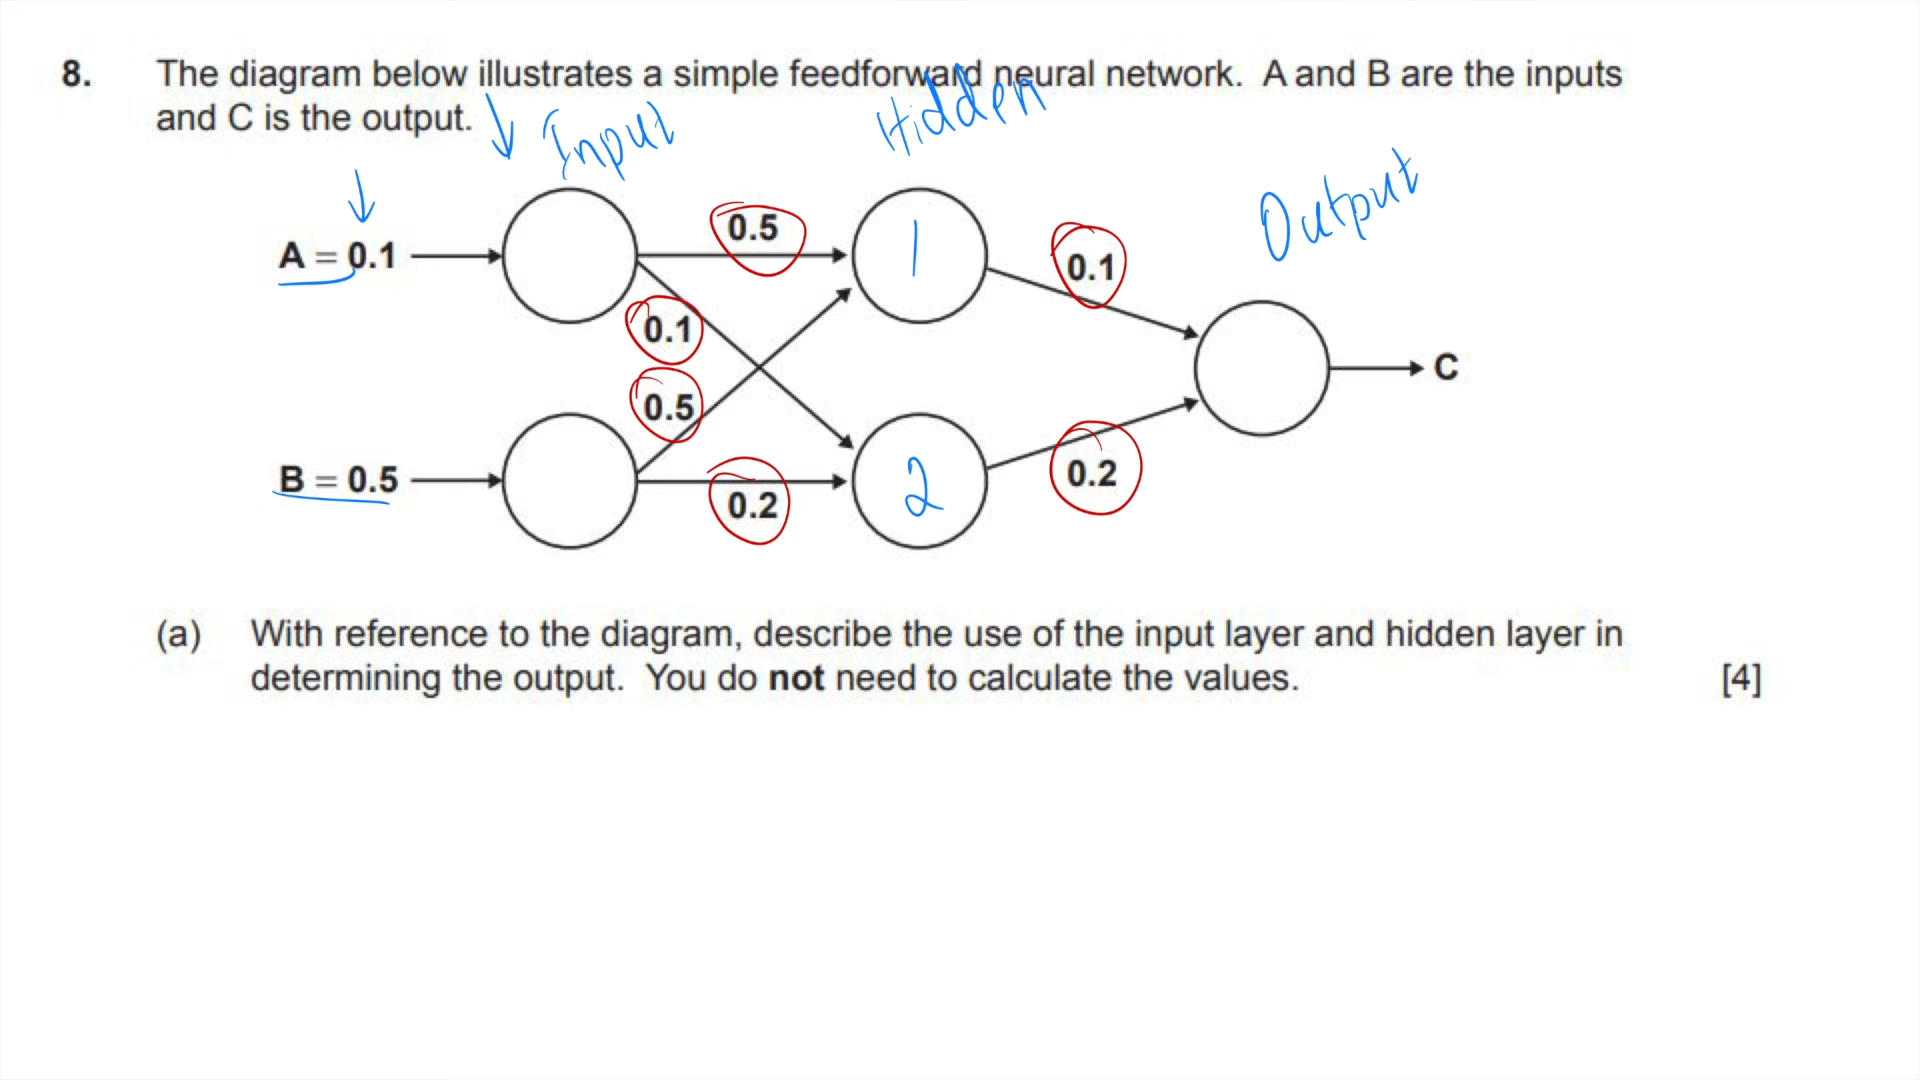 8. The diagram below illustrates a simple feedforward neural network. A and B are the inputs
and C is the output.
Input
Hidden
Output
A = 0.1
0.5
1
0.1
0.1
0.5
C
B = 0.5
0.2
2
0.2
(a) With reference to the diagram, describe the use of the input layer and hidden layer in
determining the output. You do not need to calculate the values. [4]